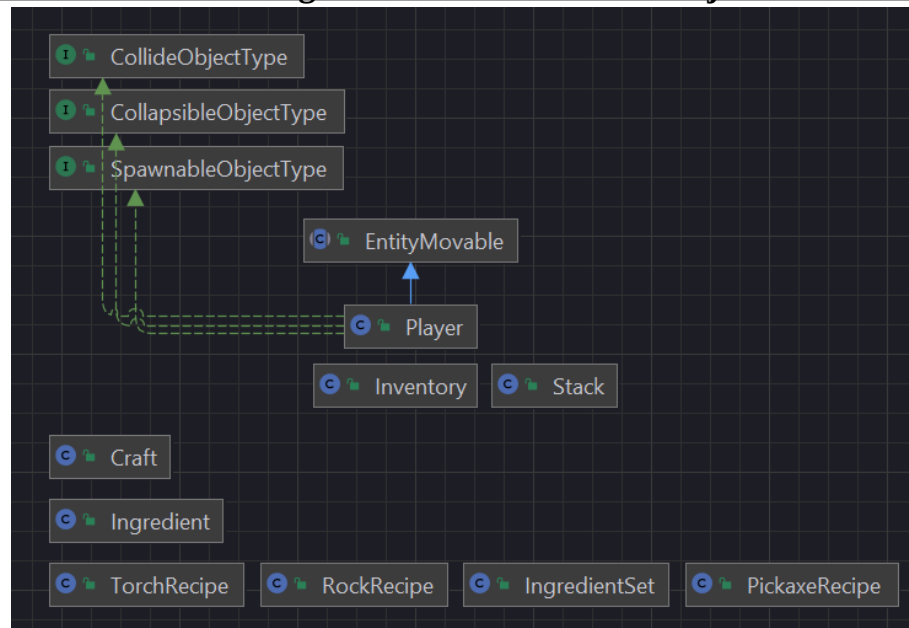 CollideObjectType
CollapsibleObjectType
SpawnableObjectType
EntityMovable
Player
Inventory Stack
Craft
Ingredient
TorchRecipe RockRecipe IngredientSet PickaxeRecipe